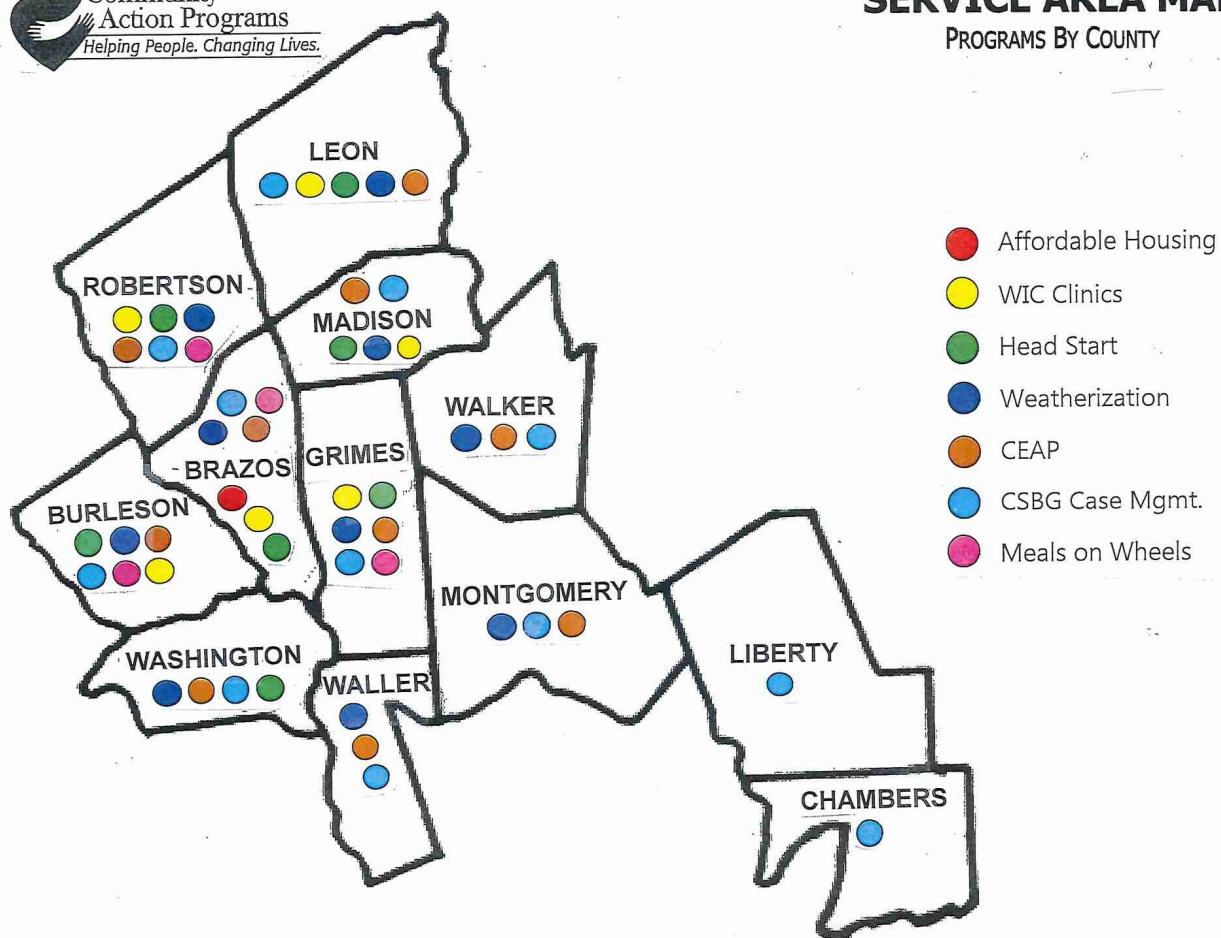 Action Programs
Helping People. Changing Lives.
PROGRAMS BY COUNTY
LEON
ROBERTSON
MADISON
WALKER
BRAZOS
GRIMES
BURLESON
MONTGOMERY
WASHINGTON
WALLER
LIBERTY
CHAMBERS
Affordable Housing
WIC Clinics
Head Start
Weatherization
CEAP
CSBG Case Mgmt.
Meals on Wheels